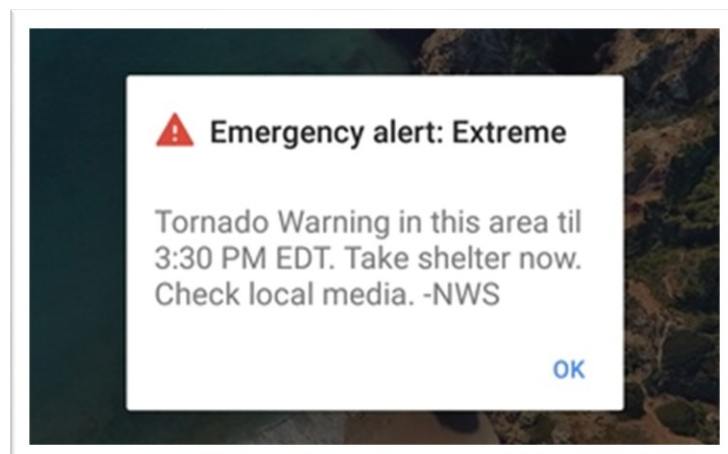 Emergency alert: Extreme
Tornado Warning in this area til
3:30 PM EDT. Take shelter now.
Check local media. -NWS
OK